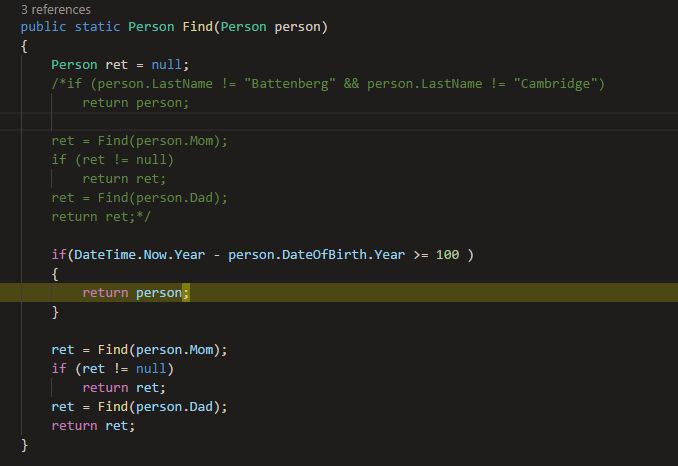 3 references
public static Person Find(Person person)
{
Person ret = null;
/*if (person.LastName != "Battenberg" && person.LastName != "Cambridge")
return person;
ret = Find(person.Mom);
if (ret != null)
return ret;
ret = Find(person.Dad);
return ret;*/
if(DateTime.Now.Year - person.DateOfBirth.Year >= 100 )
{
return person;
}
ret = Find(person.Mom);
if (ret != null)
return ret;
ret = Find(person.Dad);
return ret;
}